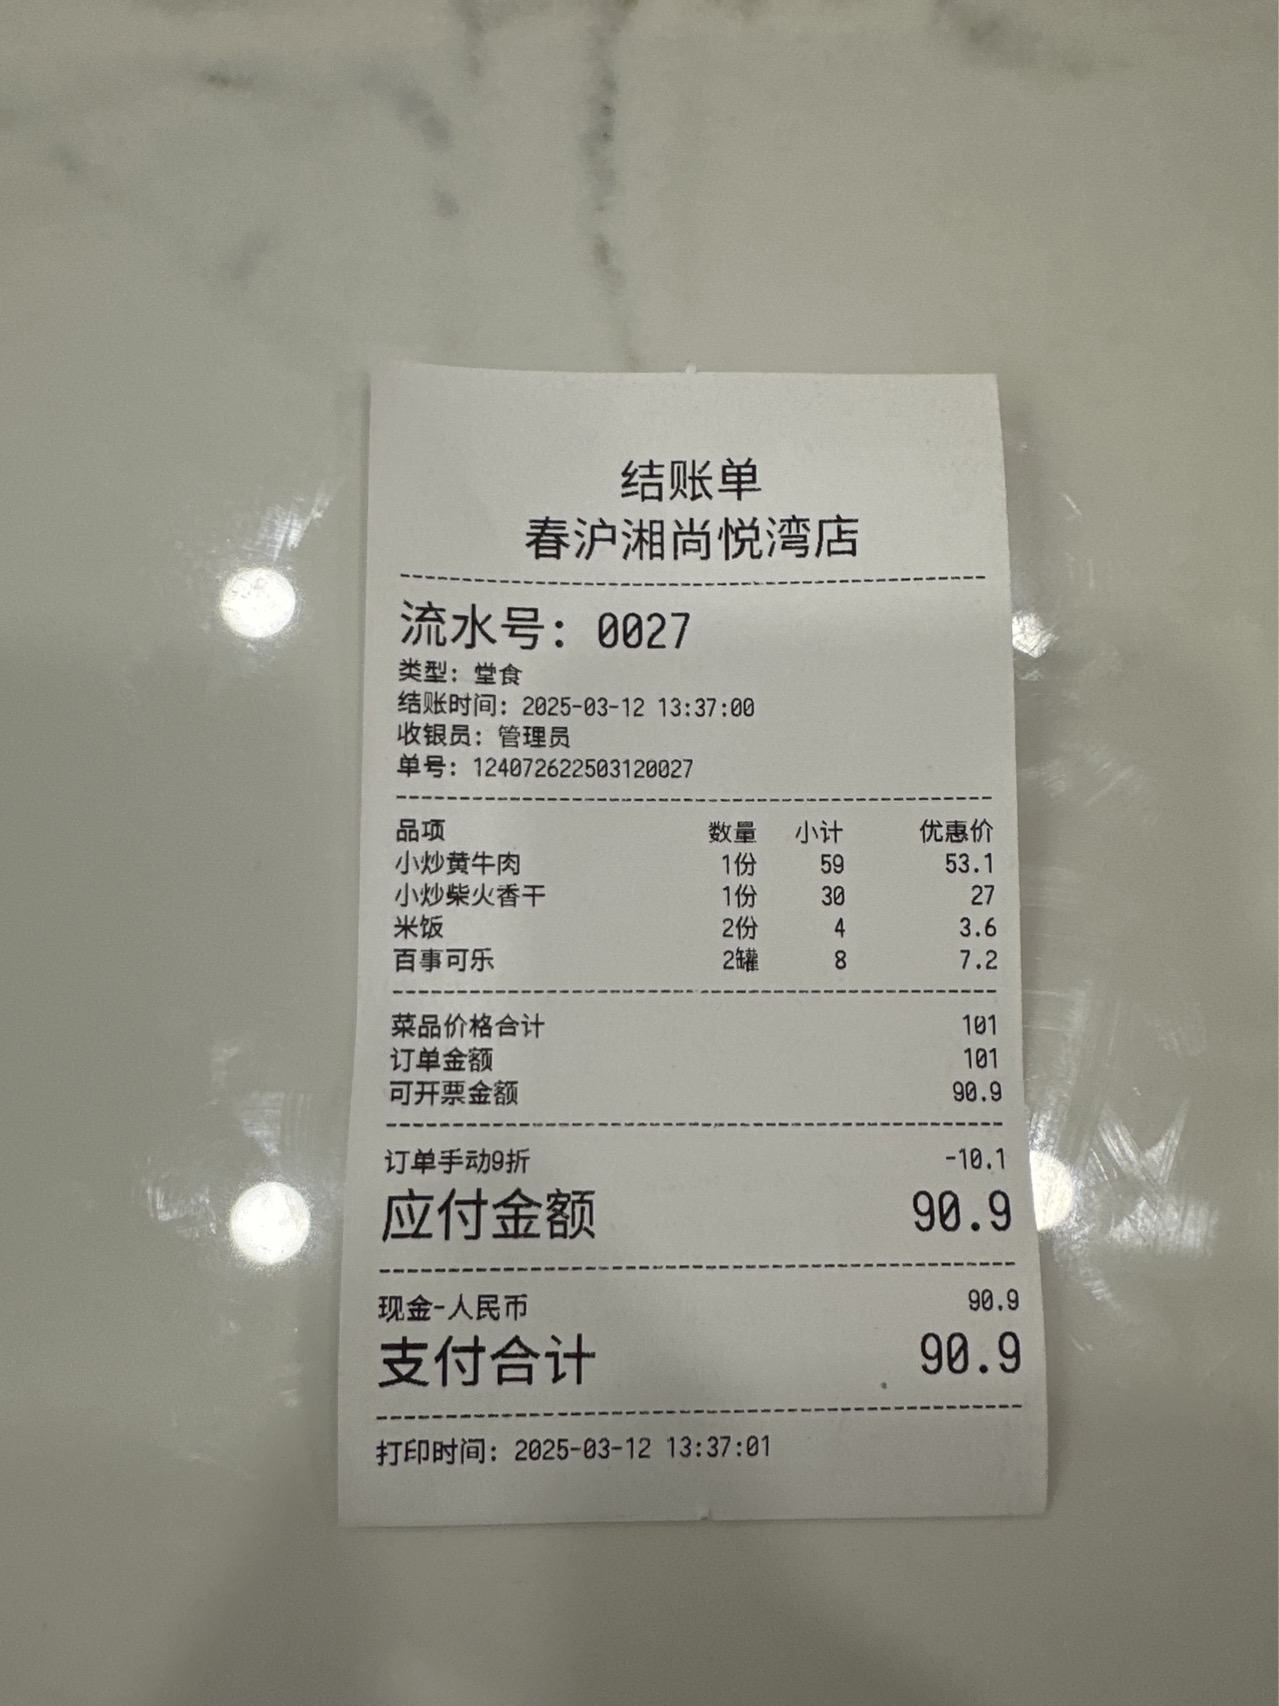 结账单
春沪湘尚悦湾店
流水号：0027
类型：堂食
结账时间：2025-03-12 13:37:00
收银员：管理员
单号：124072622503120027
品项 数量 小计 优惠价
小炒黄牛肉 1份 59 53.1
小炒柴火香干 1份 30 27
米饭 2份 4 3.6
百事可乐 2罐 8 7.2
菜品价格合计 101
订单金额 101
可开票金额 90.9
订单手动9折 -10.1
应付金额 90.9
现金-人民币 90.9
支付合计 90.9
打印时间：2025-03-12 13:37:01